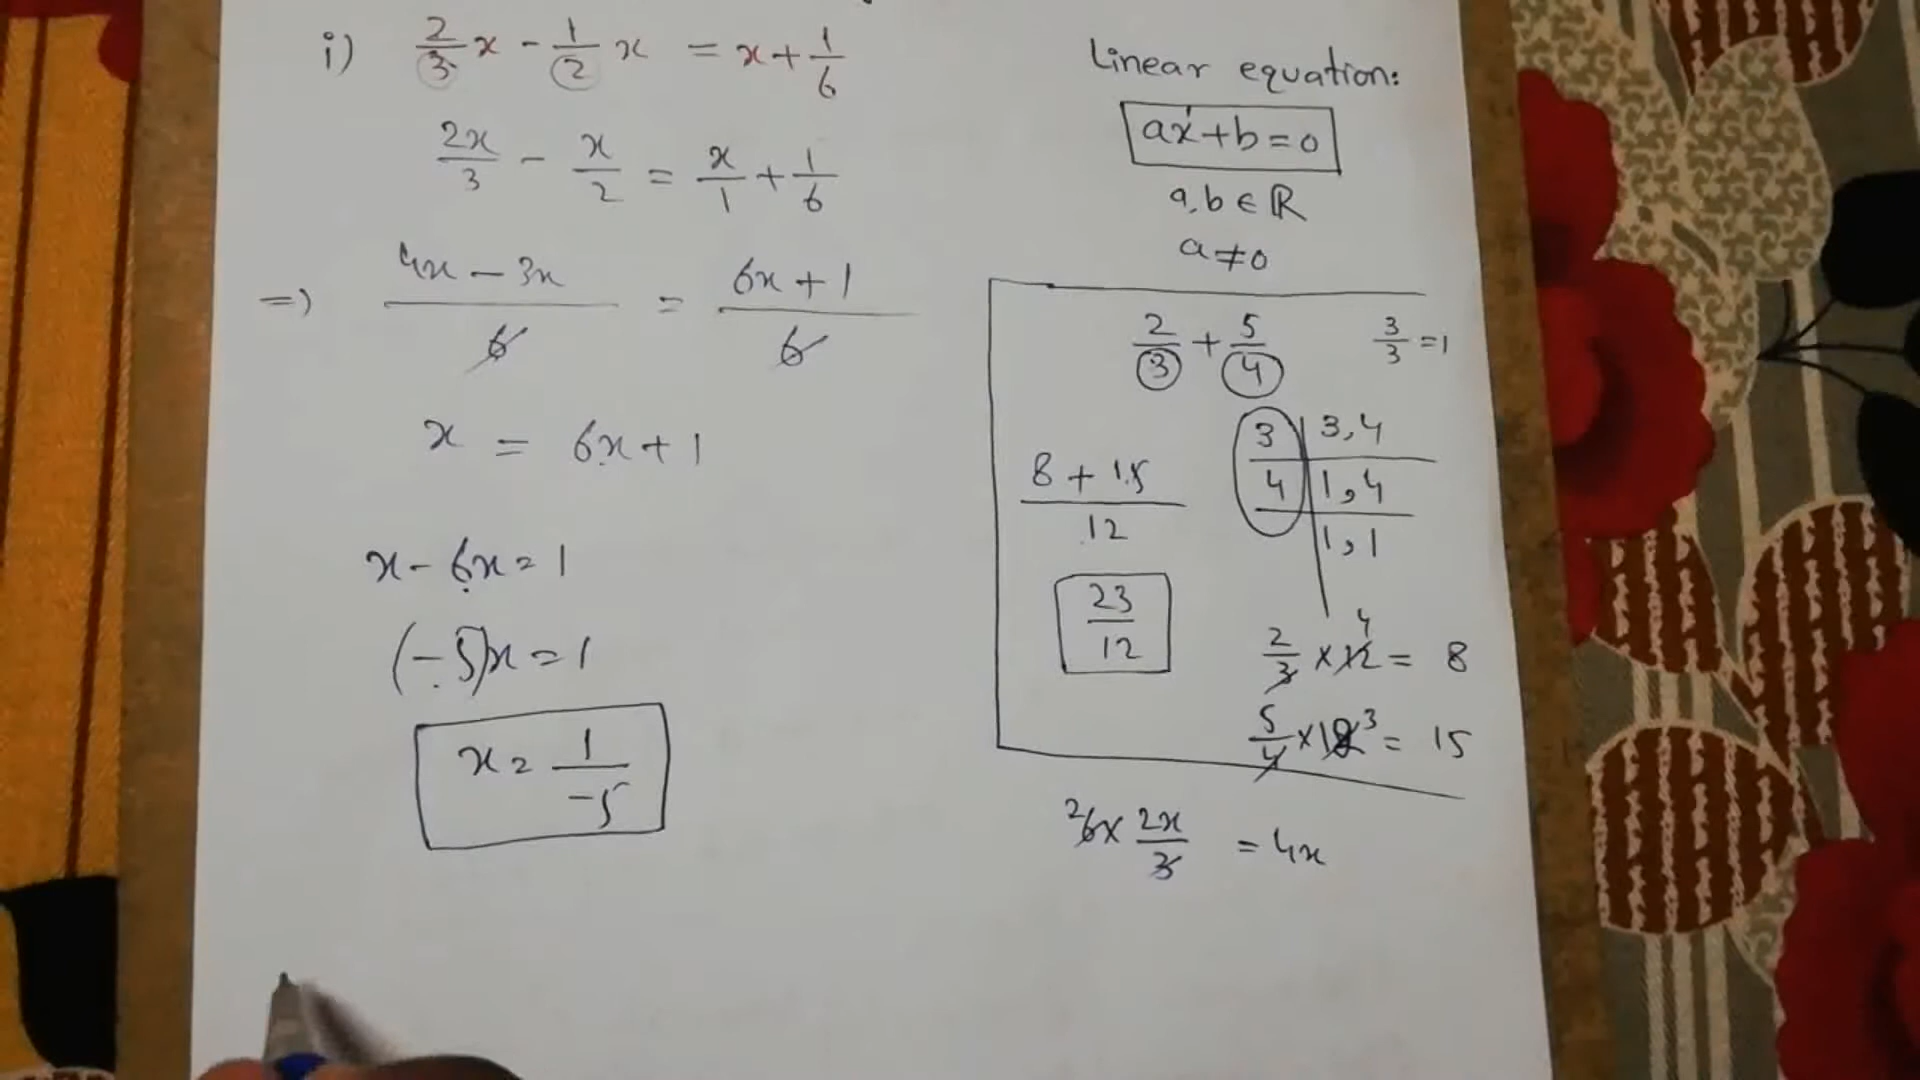 i) 2/3 x - 1/2 x = x + 1/6
2x/3 - x/2 = x/1 + 1/6
=) 4x - 3x / 6 = 6x + 1 / 6
x = 6x + 1
x - 6x = 1
(-5)x = 1
x = 1/-5
Linear equation:
ax + b = 0
a, b ∈ ℝ
a ≠ 0
2/3 + 5/4
3/3 = 1
3 | 3, 4
4 | 1, 4
1, 1
8 + 15 / 12
23/12
2/3 × 12 4 = 8
5/4 × 12 3 = 15
2 6 × 2x/3 = 4x